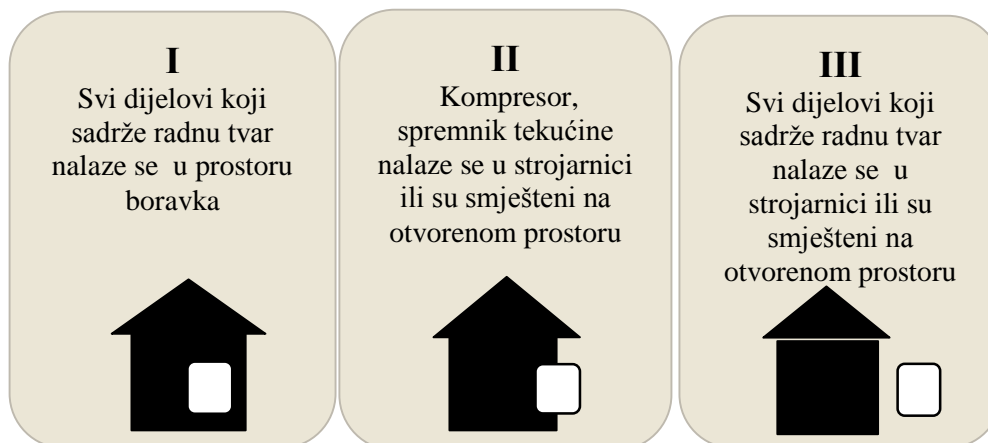 I
Svi dijelovi koji
sadrže radnu tvar
nalaze se u prostoru
boravka
II
Kompresor,
spremnik tekućine
nalaze se u strojarnici
ili su smješteni na
otvorenom prostoru
III
Svi dijelovi koji
sadrže radnu tvar
nalaze se u
strojarnici ili su
smješteni na
otvorenom prostoru